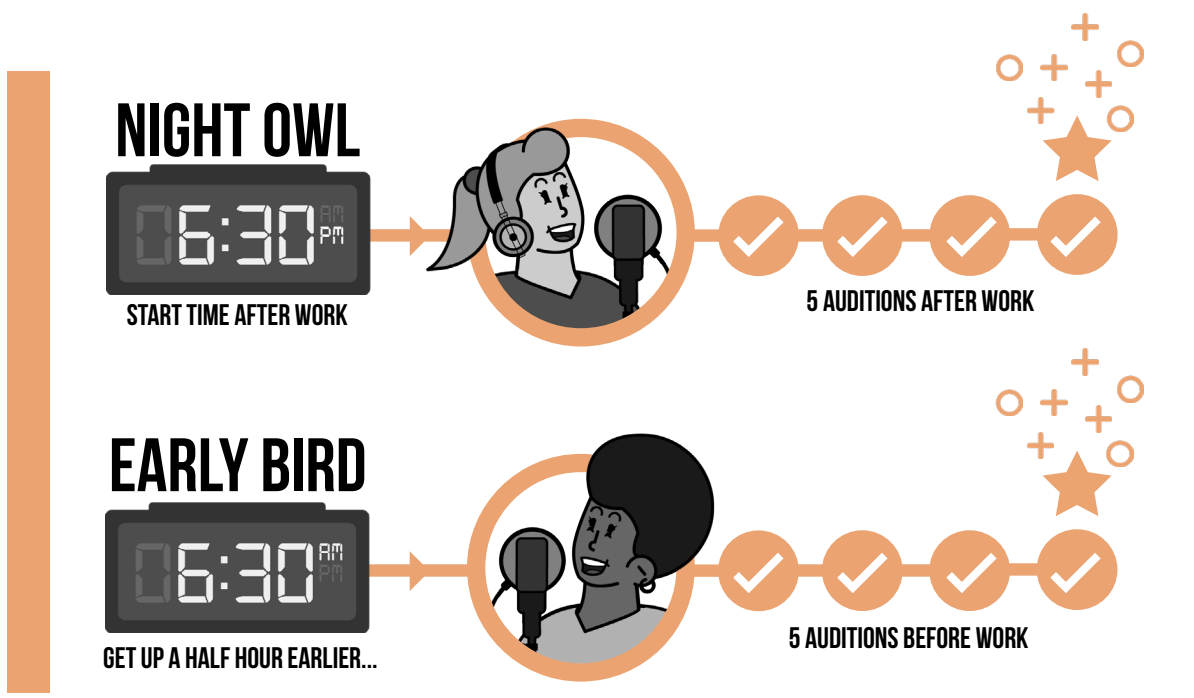 NIGHT OWL
6:30 AM PM
START TIME AFTER WORK
5 AUDITIONS AFTER WORK
EARLY BIRD
6:30 AM PM
GET UP A HALF HOUR EARLIER...
5 AUDITIONS BEFORE WORK